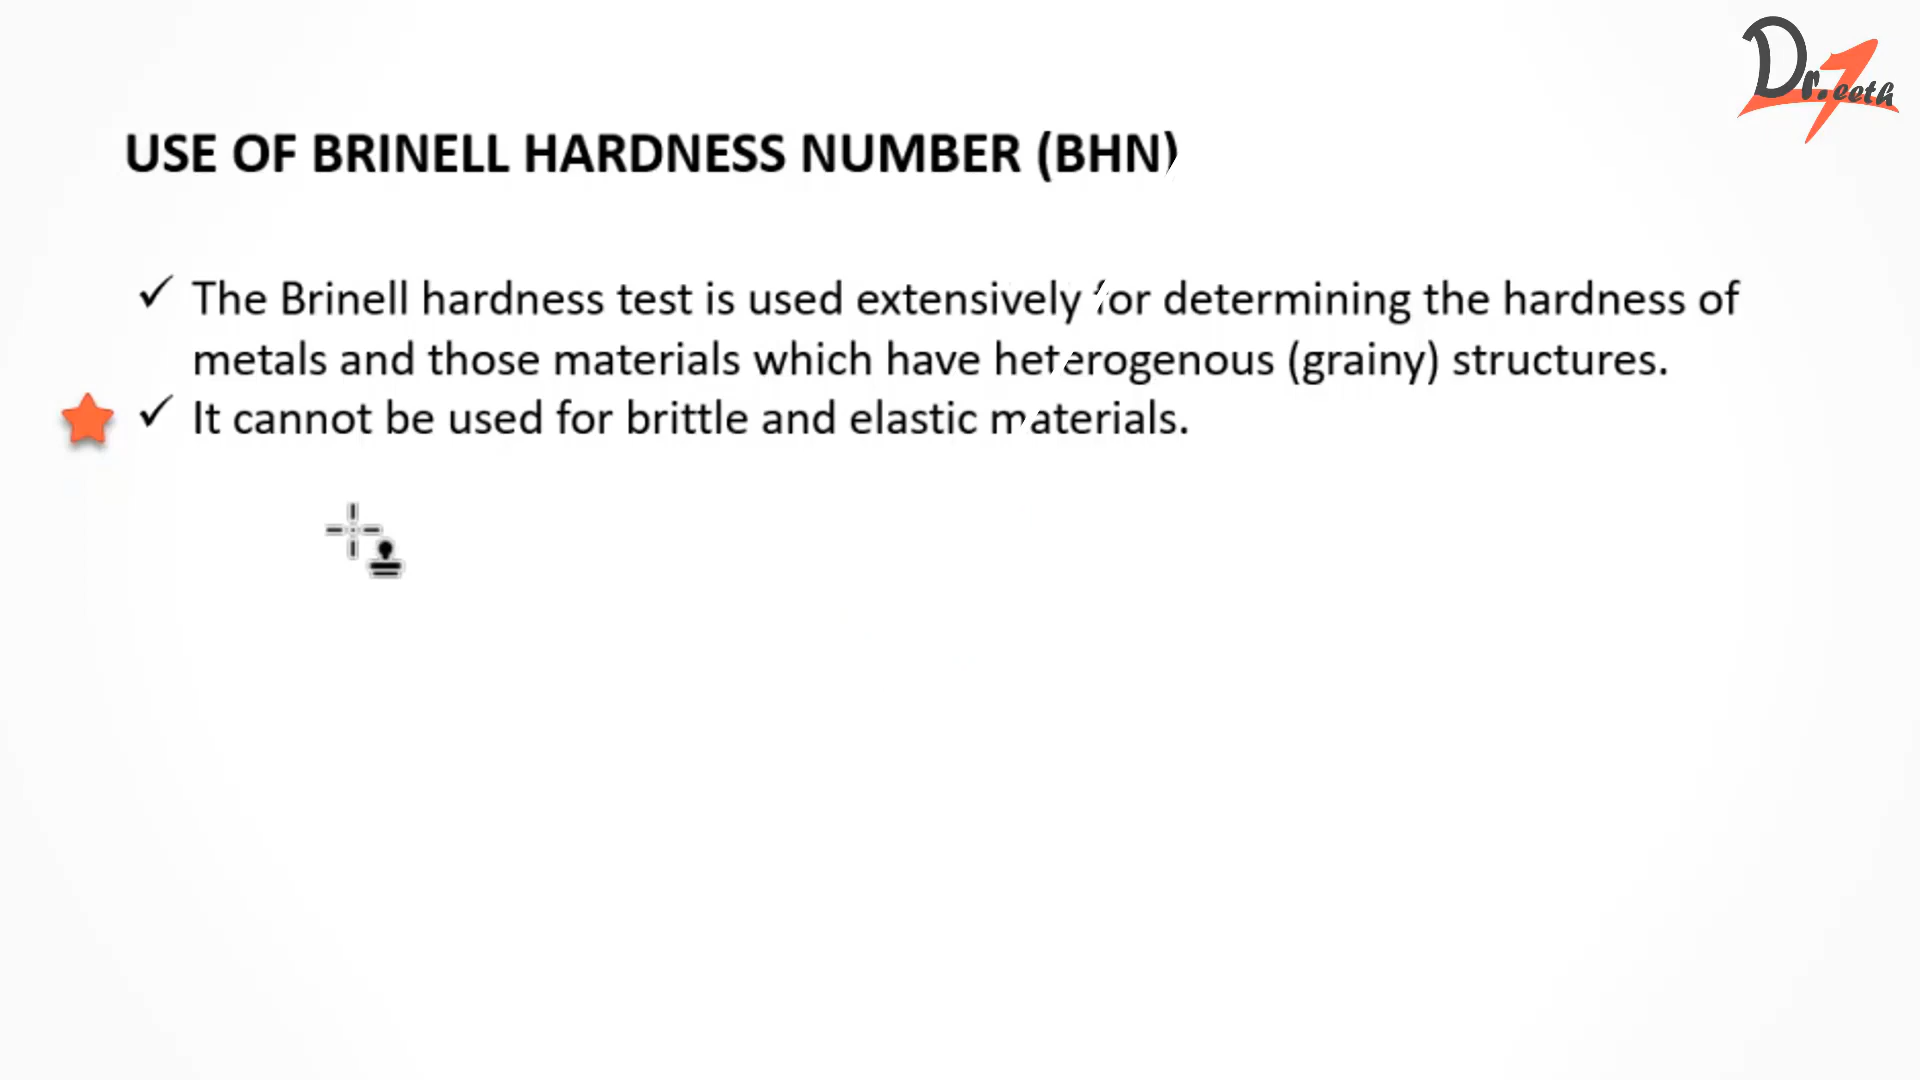 Dr. Teeth
USE OF BRINELL HARDNESS NUMBER (BHN)
✓ The Brinell hardness test is used extensively for determining the hardness of
metals and those materials which have heterogenous (grainy) structures.
✓ It cannot be used for brittle and elastic materials.